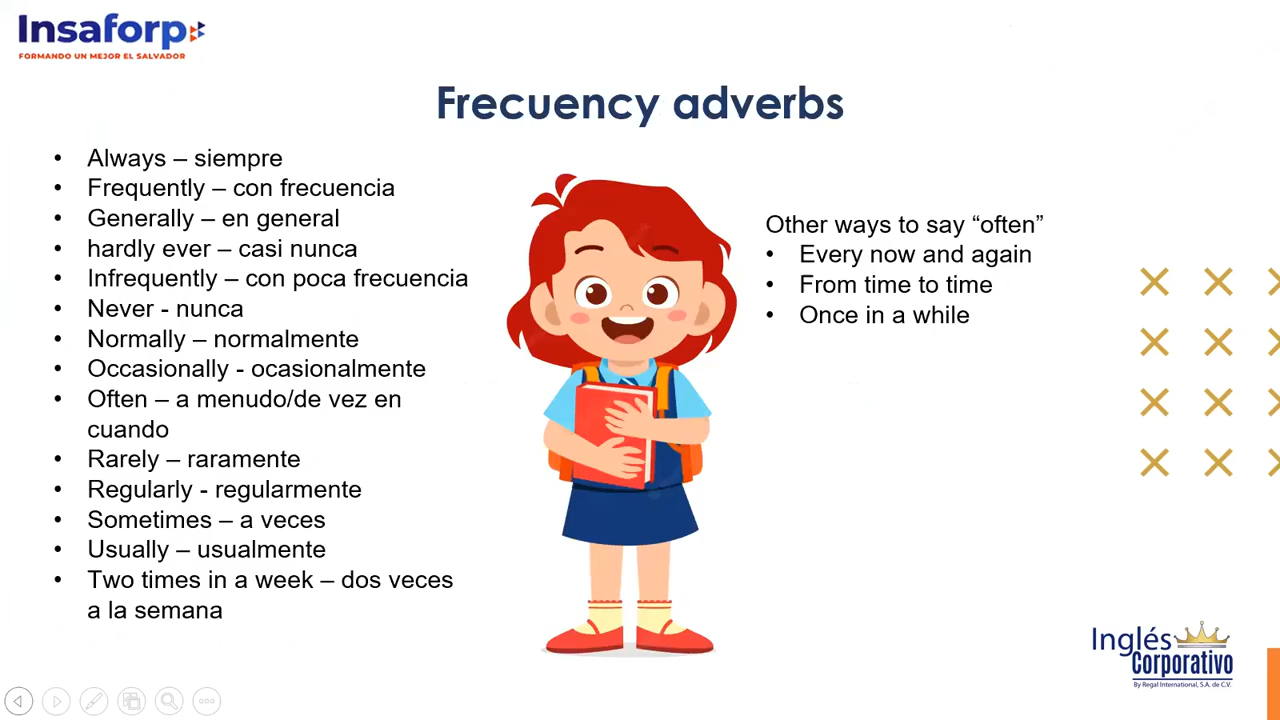 Insaforp
FORMANDO UN MEJOR EL SALVADOR
Frecuency adverbs
• Always – siempre
• Frequently – con frecuencia
• Generally – en general
• hardly ever – casi nunca
• Infrequently – con poca frecuencia
• Never - nunca
• Normally – normalmente
• Occasionally - ocasionalmente
• Often – a menudo/de vez en
cuando
• Rarely – raramente
• Regularly - regularmente
• Sometimes – a veces
• Usually – usualmente
• Two times in a week – dos veces
a la semana
Other ways to say “often”
• Every now and again
• From time to time
• Once in a while
Inglés
Corporativo
By Regal International, S.A. de C.V.